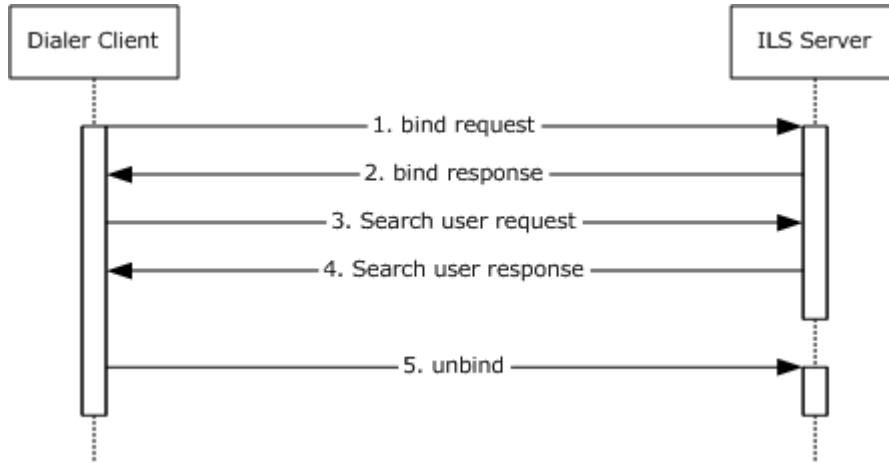 Dialer Client
ILS Server
1. bind request
2. bind response
3. Search user request
4. Search user response
5. unbind